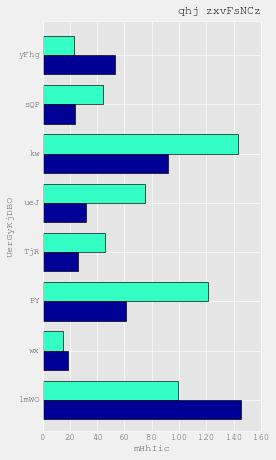 qhj zxvFsNCz
yFhg
sQP
kw
ueJ
TjR
PY
wx
lmWO
UerGyKjDBO
0 20 40 60 80 100 120 140 160
mHhIic